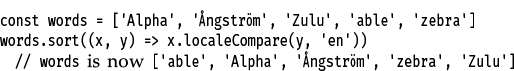 const words = ['Alpha', 'Ångström', 'Zulu', 'able', 'zebra']
words.sort((x, y) => x.localeCompare(y, 'en'))
// words is now ['able', 'Alpha', 'Ångström', 'zebra', 'Zulu']